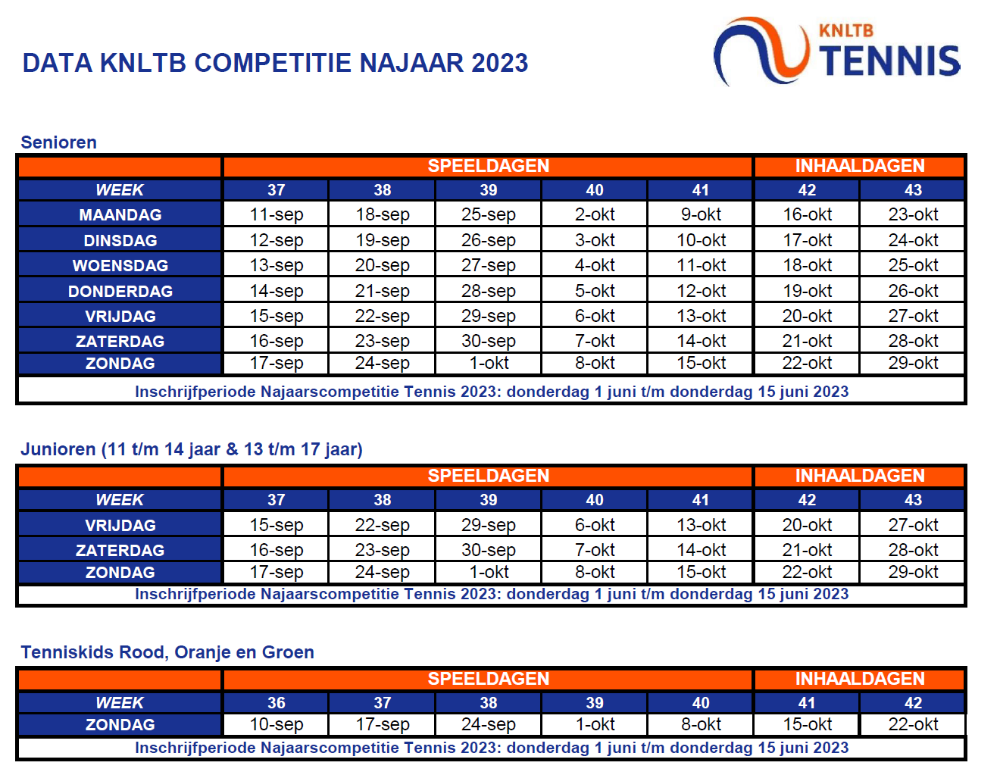 DATA KNLTB COMPETITIE NAJAAR 2023
KNLTB
TENNIS
Senioren
SPEELDAGEN INHAALDAGEN
WEEK 37 38 39 40 41 42 43
MAANDAG 11-sep 18-sep 25-sep 2-okt 9-okt 16-okt 23-okt
DINSDAG 12-sep 19-sep 26-sep 3-okt 10-okt 17-okt 24-okt
WOENSDAG 13-sep 20-sep 27-sep 4-okt 11-okt 18-okt 25-okt
DONDERDAG 14-sep 21-sep 28-sep 5-okt 12-okt 19-okt 26-okt
VRIJDAG 15-sep 22-sep 29-sep 6-okt 13-okt 20-okt 27-okt
ZATERDAG 16-sep 23-sep 30-sep 7-okt 14-okt 21-okt 28-okt
ZONDAG 17-sep 24-sep 1-okt 8-okt 15-okt 22-okt 29-okt
Inschrijfperiode Najaarscompetitie Tennis 2023: donderdag 1 juni t/m donderdag 15 juni 2023
Junioren (11 t/m 14 jaar & 13 t/m 17 jaar)
SPEELDAGEN INHAALDAGEN
WEEK 37 38 39 40 41 42 43
VRIJDAG 15-sep 22-sep 29-sep 6-okt 13-okt 20-okt 27-okt
ZATERDAG 16-sep 23-sep 30-sep 7-okt 14-okt 21-okt 28-okt
ZONDAG 17-sep 24-sep 1-okt 8-okt 15-okt 22-okt 29-okt
Inschrijfperiode Najaarscompetitie Tennis 2023: donderdag 1 juni t/m donderdag 15 juni 2023
Tenniskids Rood, Oranje en Groen
SPEELDAGEN INHAALDAGEN
WEEK 36 37 38 39 40 41 42
ZONDAG 10-sep 17-sep 24-sep 1-okt 8-okt 15-okt 22-okt
Inschrijfperiode Najaarscompetitie Tennis 2023: donderdag 1 juni t/m donderdag 15 juni 2023